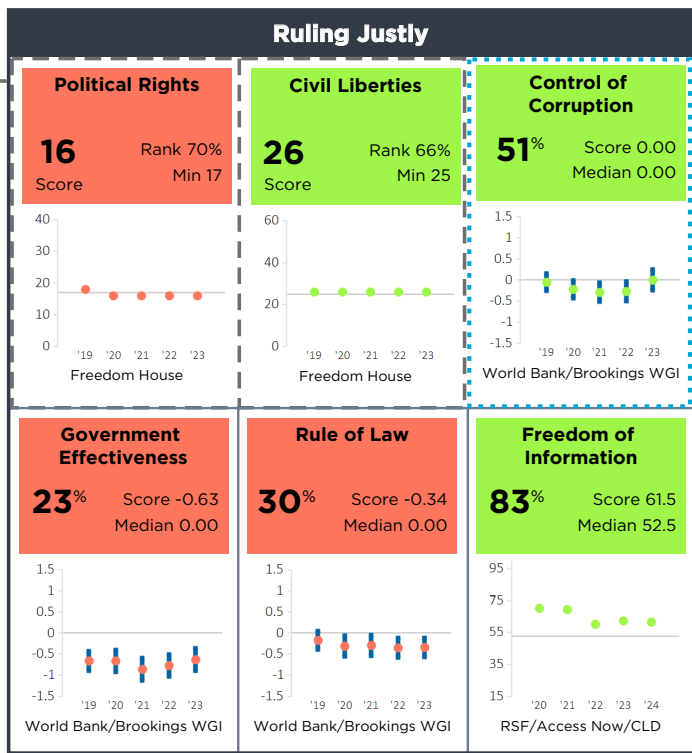 Ruling Justly
Political Rights
16
Score
Rank 70%
Min 17
40
30
20
10
0
'19 '20 '21 '22 '23
Freedom House
Civil Liberties
26
Score
Rank 66%
Min 25
60
40
20
0
'19 '20 '21 '22 '23
Freedom House
Control of
Corruption
51%
Score 0.00
Median 0.00
1.5
1
0.5
0
-0.5
-1
-1.5
'19 '20 '21 '22 '23
World Bank/Brookings WGI
Government
Effectiveness
23%
Score -0.63
Median 0.00
1.5
1
0.5
0
-0.5
-1
-1.5
'19 '20 '21 '22 '23
World Bank/Brookings WGI
Rule of Law
30%
Score -0.34
Median 0.00
1.5
1
0.5
0
-0.5
-1
-1.5
'19 '20 '21 '22 '23
World Bank/Brookings WGI
Freedom of
Information
83%
Score 61.5
Median 52.5
95
75
55
35
15
'20 '21 '22 '23 '24
RSF/Access Now/CLD